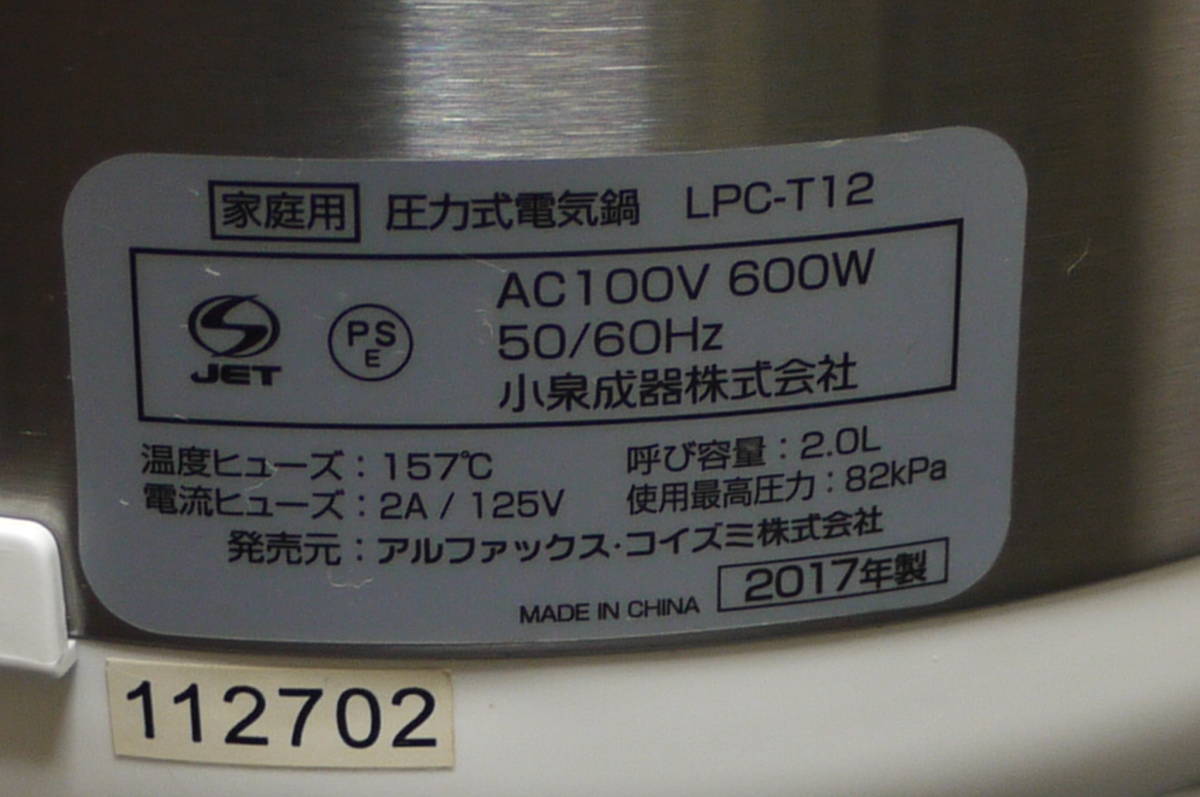 家庭用 圧力式電気鍋 LPC-T12
JET
PS
E
AC100V 600W
50/60Hz
小泉成器株式会社
温度ヒューズ：157℃ 呼び容量：2.0L
電流ヒューズ：2A / 125V 使用最高圧力：82kPa
発売元：アルファックス・コイズミ株式会社
MADE IN CHINA 2017年製
112702